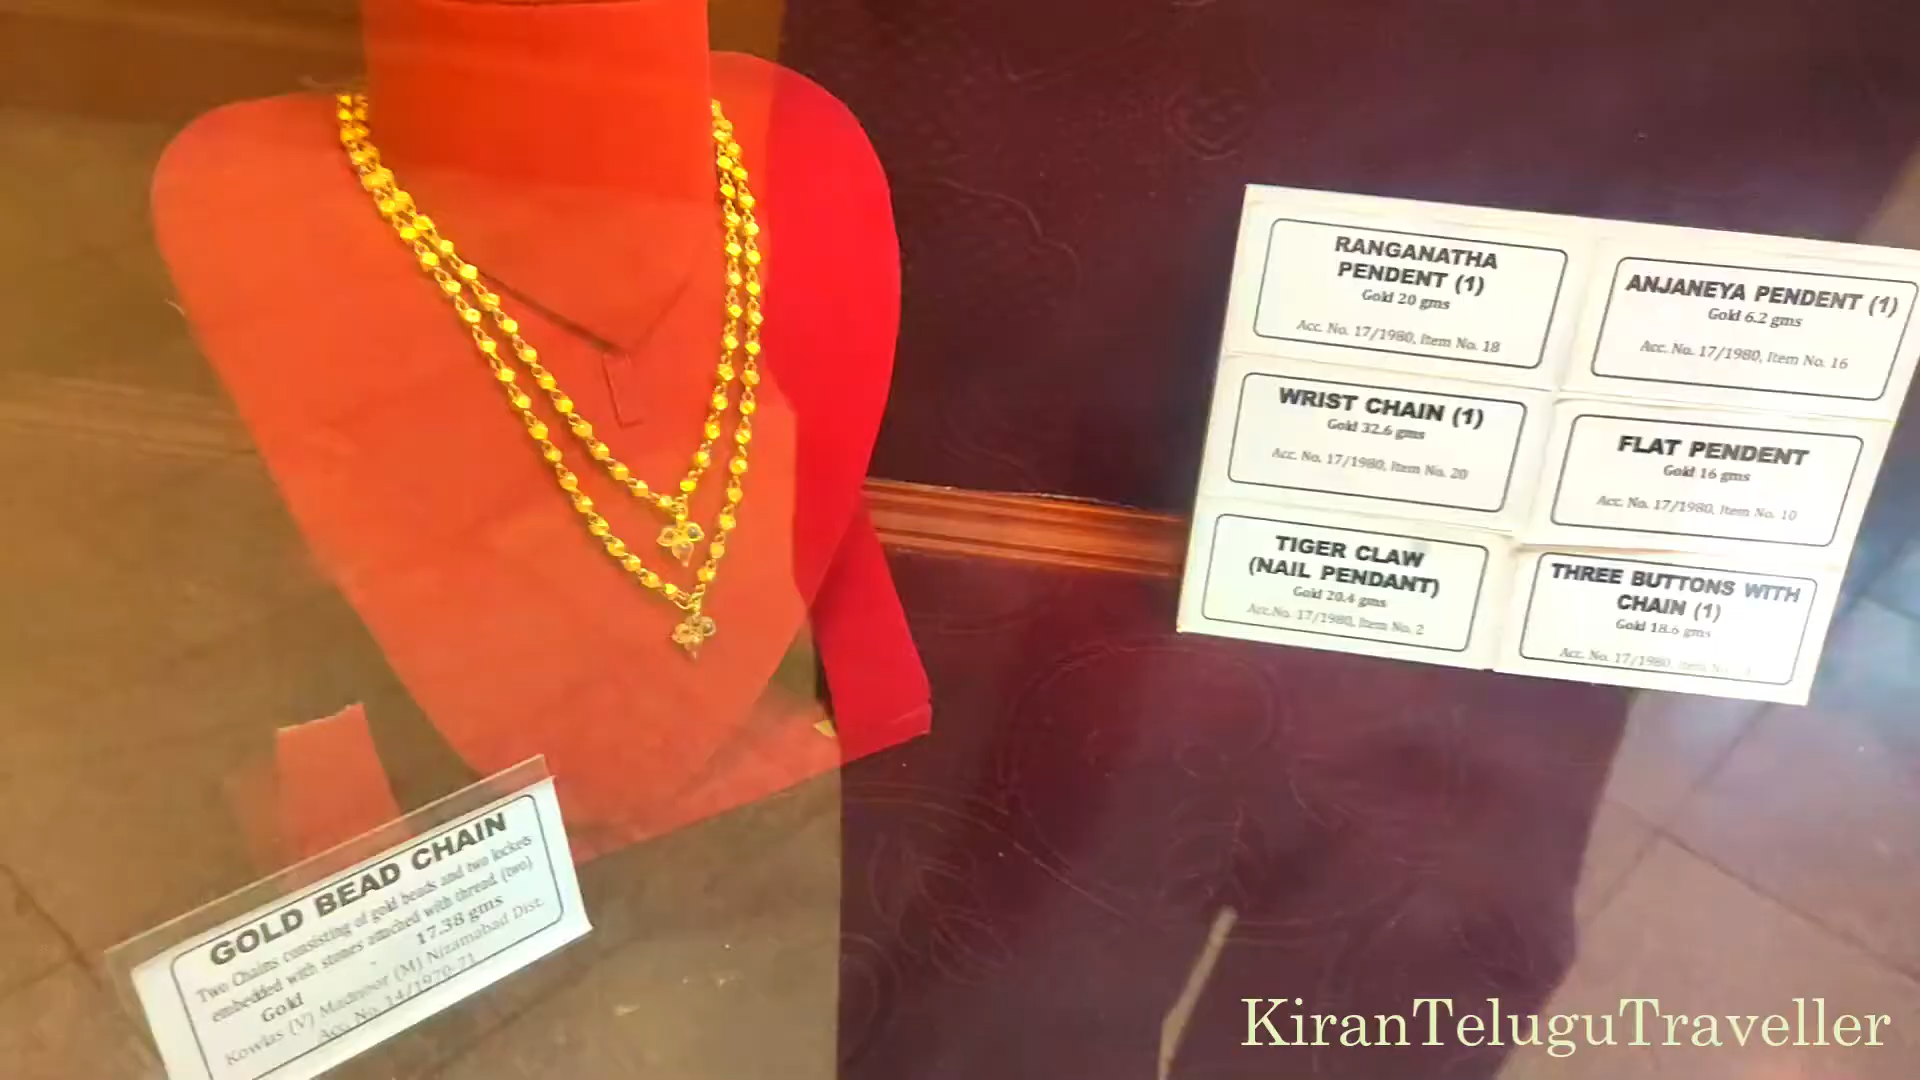 RANGANATHA
PENDENT (1)
Gold 20 gms
Acc. No. 17/1980, Item No. 18
ANJANEYA PENDENT (1)
Gold 6.2 gms
Acc. No. 17/1980, Item No. 16
WRIST CHAIN (1)
Gold 32.6 gms
Acc. No. 17/1980, Item No. 20
FLAT PENDENT
Gold 16 gms
Acc. No. 17/1980, Item No. 10
TIGER CLAW
(NAIL PENDANT)
Gold 20.4 gms
Acc.No. 17/1980, Item No. 2
THREE BUTTONS WITH
CHAIN (1)
Gold 18.6 gms
Acc. No. 17/1980, Item No.
GOLD BEAD CHAIN
Two Chains consisting of gold beads and two lockets
embedded with stones attached with thread (two)
Gold 17.38 gms
Kowlas (V) Madnoor (M) Nizamabad Dist.
Acc. No. 14/1970-71
KiranTeluguTraveller